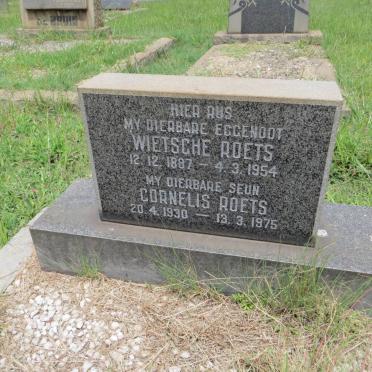 HIER RUS
MY DIERBARE EGGENOOT
WIETSCHE ROETS
12.12.1887 — 4.3.1954
MY DIERBARE SEUN
CORNELIS ROETS
20.4.1930 — 13.3.1975